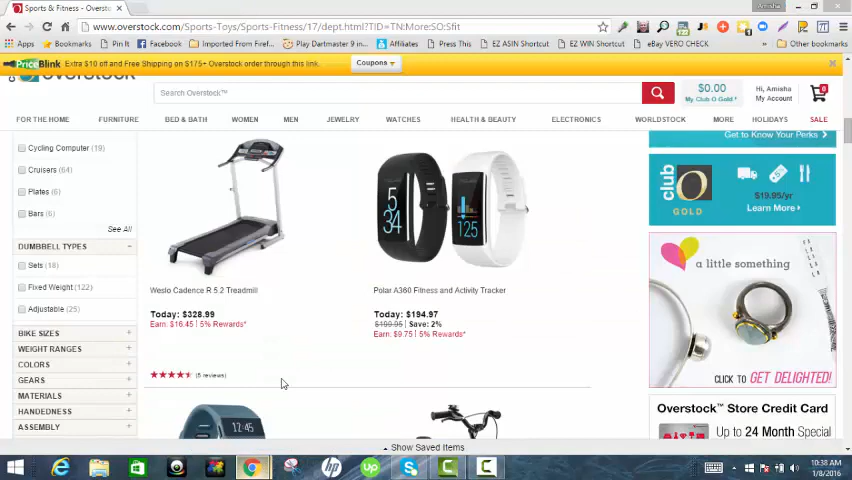 Sports & Fitness - Overst
Amisha
www.overstock.com/Sports-Toys/Sports-Fitness/17/dept.html?TID=TN:More:SO:Sfit
Apps Bookmarks Pin It Facebook Imported From Firef... Play Dartmaster 9 in... Affiliates Press This EZ ASIN Shortcut EZ WIN Shortcut eBay VERO CHECK Other bookmarks
PriceBlink Extra $10 off and Free Shipping on $175+ Overstock order through this link. Coupons
Overstock
Search Overstock™
$0.00
My Club O Gold
Hi, Amisha
My Account
0
FOR THE HOME FURNITURE BED & BATH WOMEN MEN JEWELRY WATCHES HEALTH & BEAUTY ELECTRONICS WORLDSTOCK MORE HOLIDAYS SALE
Cycling Computer (19)
Cruisers (64)
Plates (6)
Bars (6)
See All
DUMBBELL TYPES
Sets (18)
Fixed Weight (122)
Adjustable (25)
BIKE SIZES
WEIGHT RANGES
COLORS
GEARS
MATERIALS
HANDEDNESS
ASSEMBLY
Weslo Cadence R 5.2 Treadmill
Today: $328.99
Earn: $16.45 | 5% Rewards*
(5 reviews)
5
34
125
Polar A360 Fitness and Activity Tracker
Today: $194.97
$199.95 Save: 2%
Earn: $9.75 | 5% Rewards*
12:45
Get to Know Your Perks
club O
GOLD
$19.95/yr
Learn More
a little something
CLICK TO GET DELIGHTED!
Overstock™ Store Credit Card
Up to 24 Month Special
Show Saved Items
10:38 AM
1/8/2016